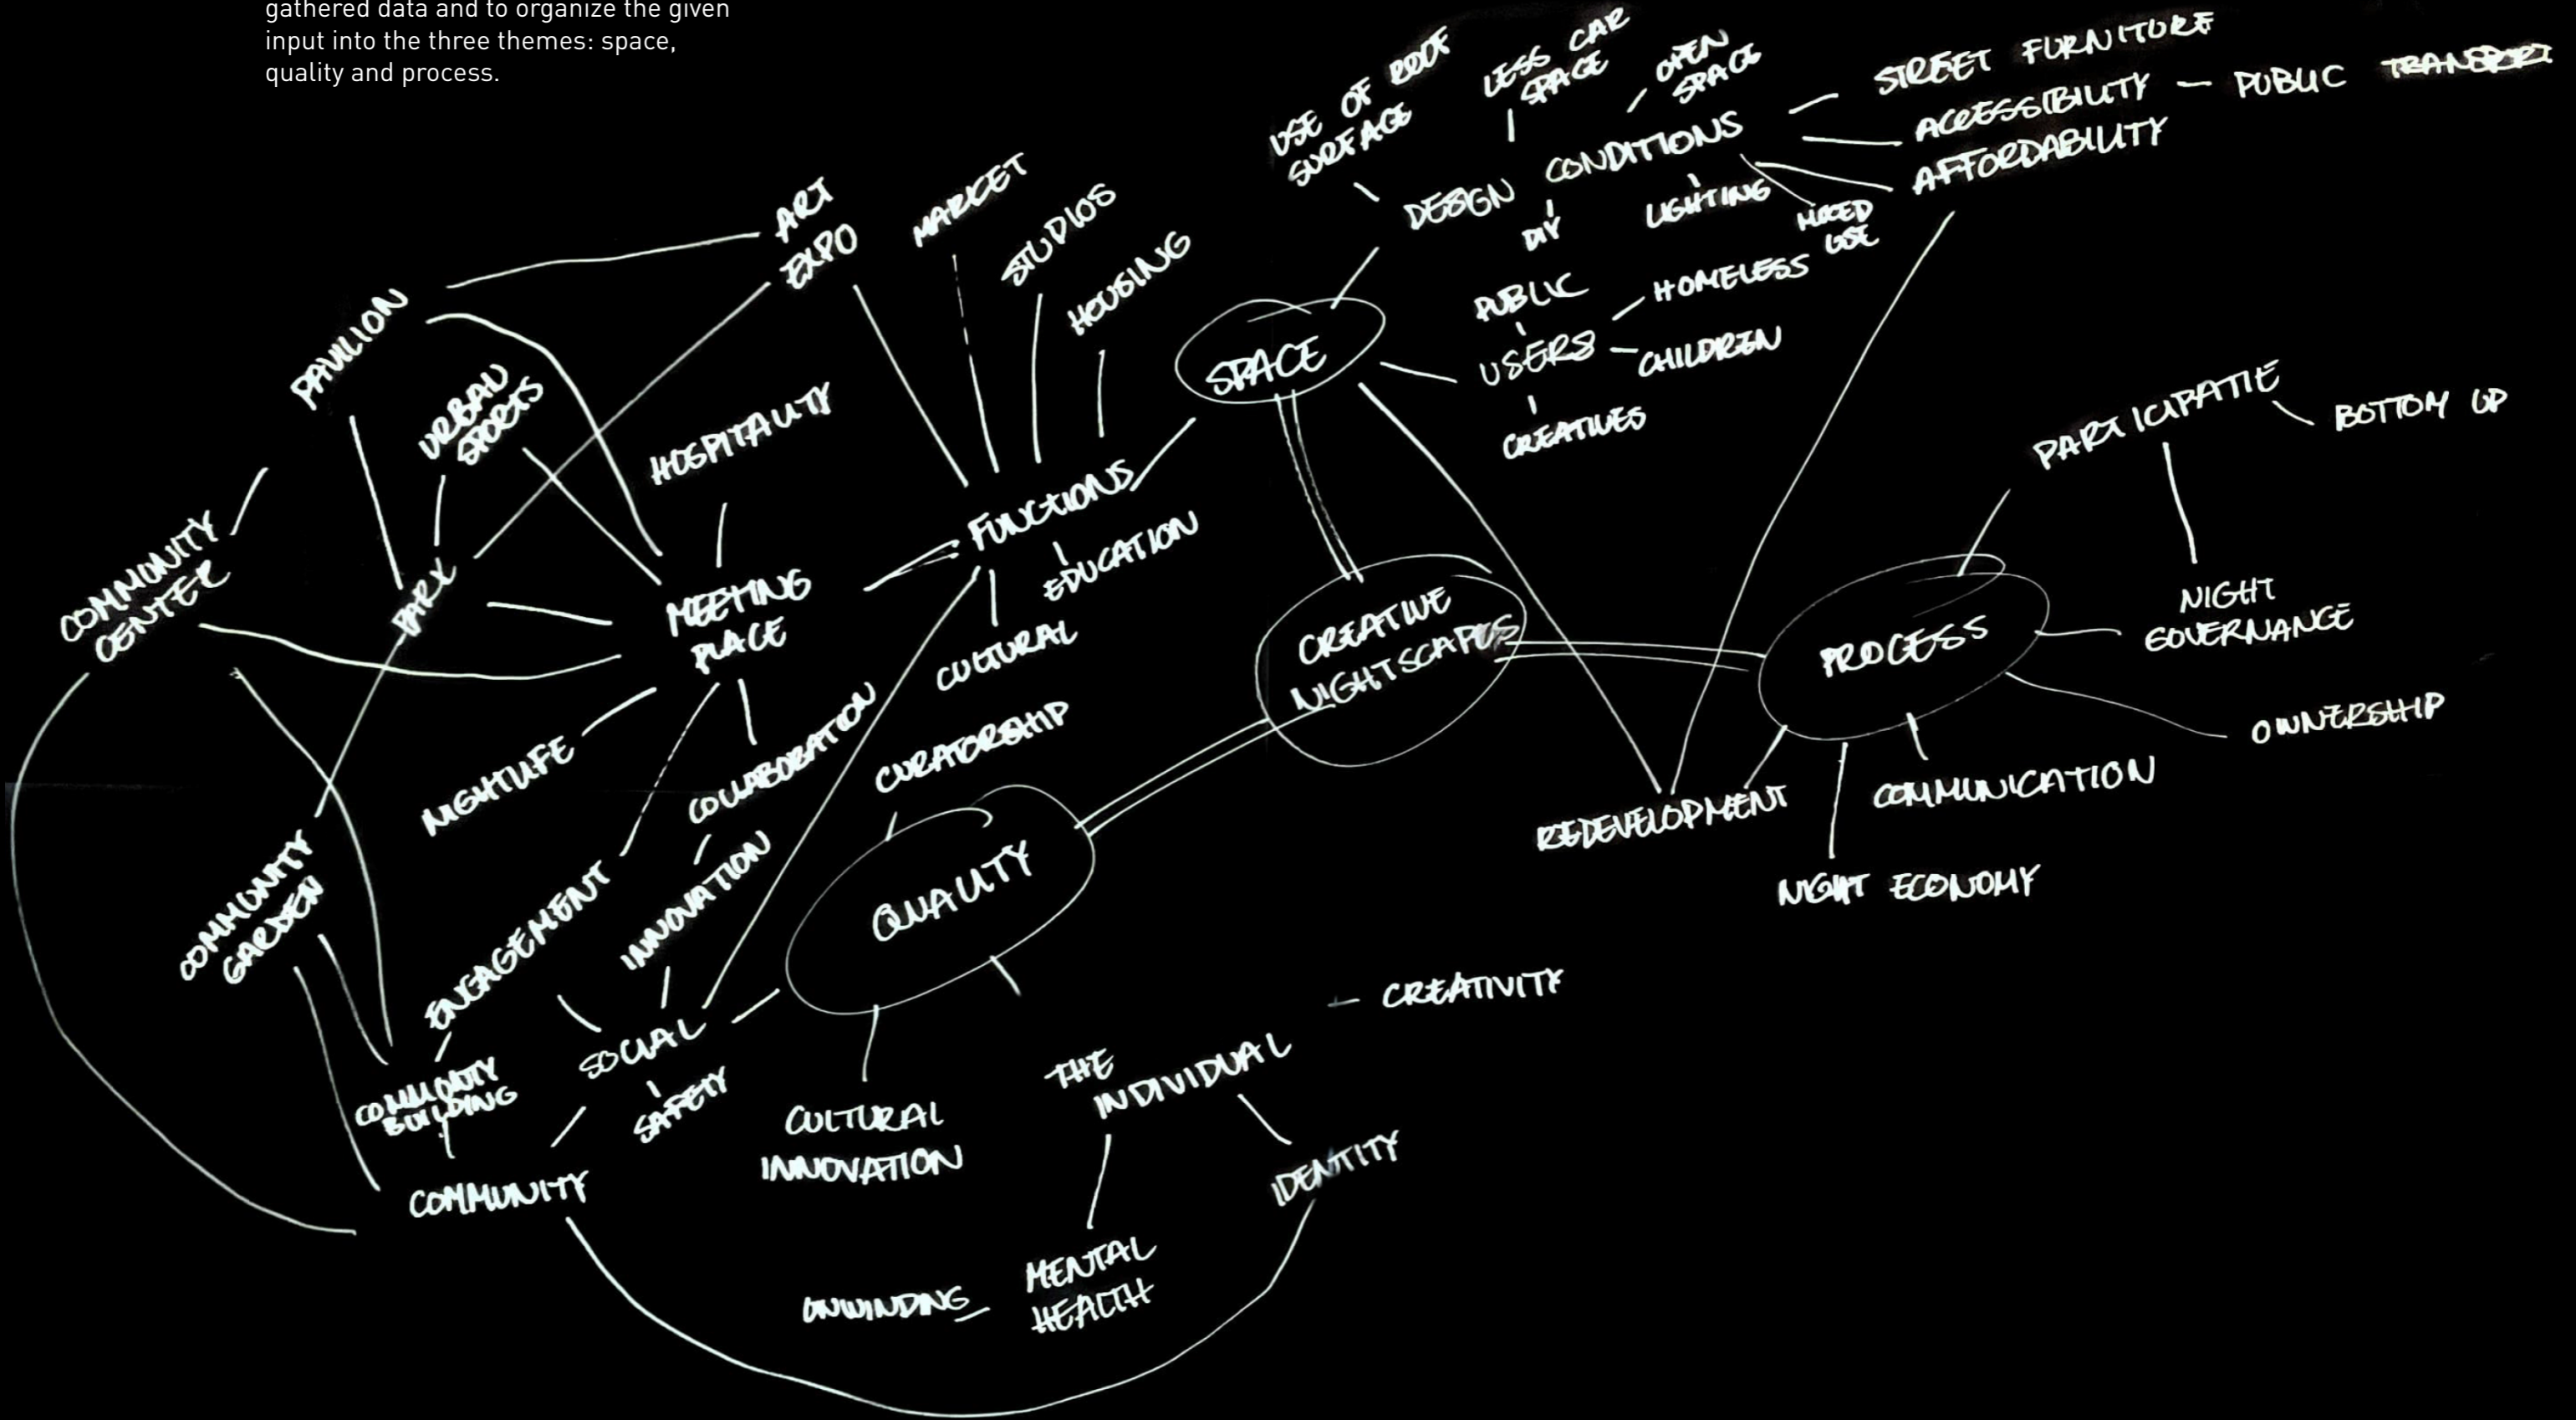 gathered data and to organize the given
input into the three themes: space,
quality and process.
USE OF ROOF
SURFACE
LESS CAR
SPACE
OPEN
SPACE
STREET FURNITURE
ACCESSIBILITY — PUBLIC TRANSPORT
AFFORDABILITY
DESIGN CONDITIONS
DIY
LIGHTING
MIXED
USE
ART
EXPO
MARKET
STUDIOS
HOUSING
PAVILION
URBAN
SPORTS
HOSPITALITY
SPACE
PUBLIC
USERS
HOMELESS
CHILDREN
CREATIVES
PARTICIPATIE
BOTTOM UP
FUNCTIONS
EDUCATION
CULTURAL
COMMUNITY
CENTER
PARK
MEETING
PLACE
CREATIVE
NIGHTSCAPES
PROCESS
NIGHT
GOVERNANCE
OWNERSHIP
COMMUNICATION
REDEVELOPMENT
NIGHT ECONOMY
NIGHTLIFE
COLLABORATION
CURATORSHIP
INNOVATION
QUALITY
COMMUNITY
GARDEN
ENGAGEMENT
SOCIAL
SAFETY
COMMUNITY
BUILDING
COMMUNITY
CULTURAL
INNOVATION
THE
INDIVIDUAL
CREATIVITY
IDENTITY
MENTAL
HEALTH
UNWINDING